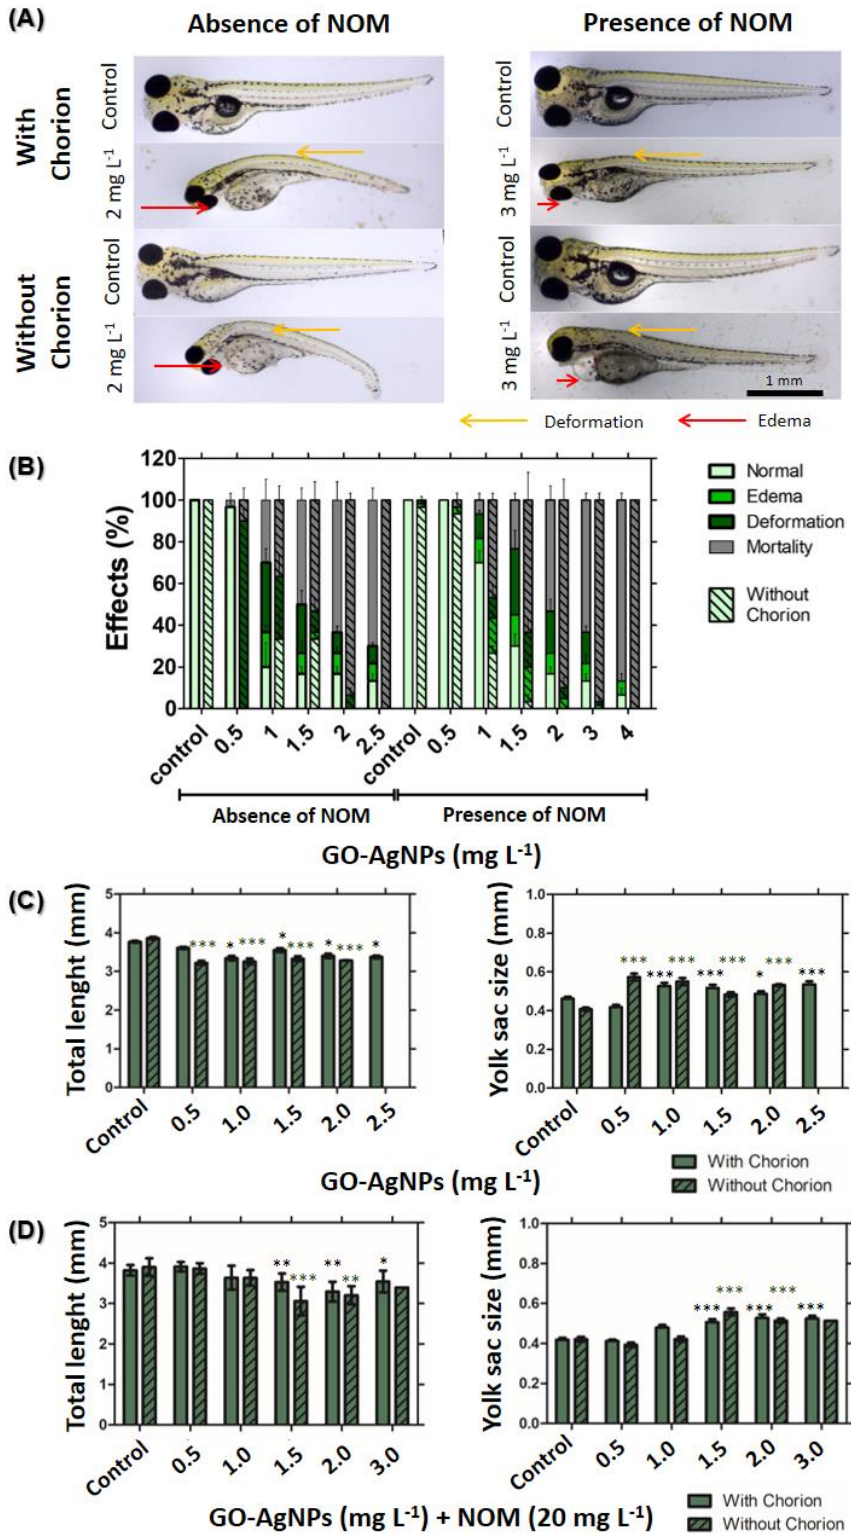 (A)
Absence of NOM
Presence of NOM
With
Chorion
Control
2 mg L-1
Control
3 mg L-1
Without
Chorion
Control
2 mg L-1
Control
3 mg L-1
1 mm
Deformation
Edema
(B)
Effects (%)
120
100
80
60
40
20
0
Normal
Edema
Deformation
Mortality
Without
Chorion
control 0.5 1 1.5 2 2.5 control 0.5 1 1.5 2 3 4
Absence of NOM
Presence of NOM
GO-AgNPs (mg L-1)
(C)
Total lenght (mm)
5
4
3
2
1
0
*** * *** * *** * *** *
Control 0.5 1.0 1.5 2.0 2.5
Yolk sac size (mm)
1.0
0.8
0.6
0.4
0.2
0.0
*** *** *** *** *** * *** ***
Control 0.5 1.0 1.5 2.0 2.5
GO-AgNPs (mg L-1)
With Chorion
Without Chorion
(D)
Total lenght (mm)
5
4
3
2
1
0
** *** ** ** *
Control 0.5 1.0 1.5 2.0 3.0
Yolk sac size (mm)
1.0
0.8
0.6
0.4
0.2
0.0
*** *** *** *** ***
Control 0.5 1.0 1.5 2.0 3.0
GO-AgNPs (mg L-1) + NOM (20 mg L-1)
With Chorion
Without Chorion